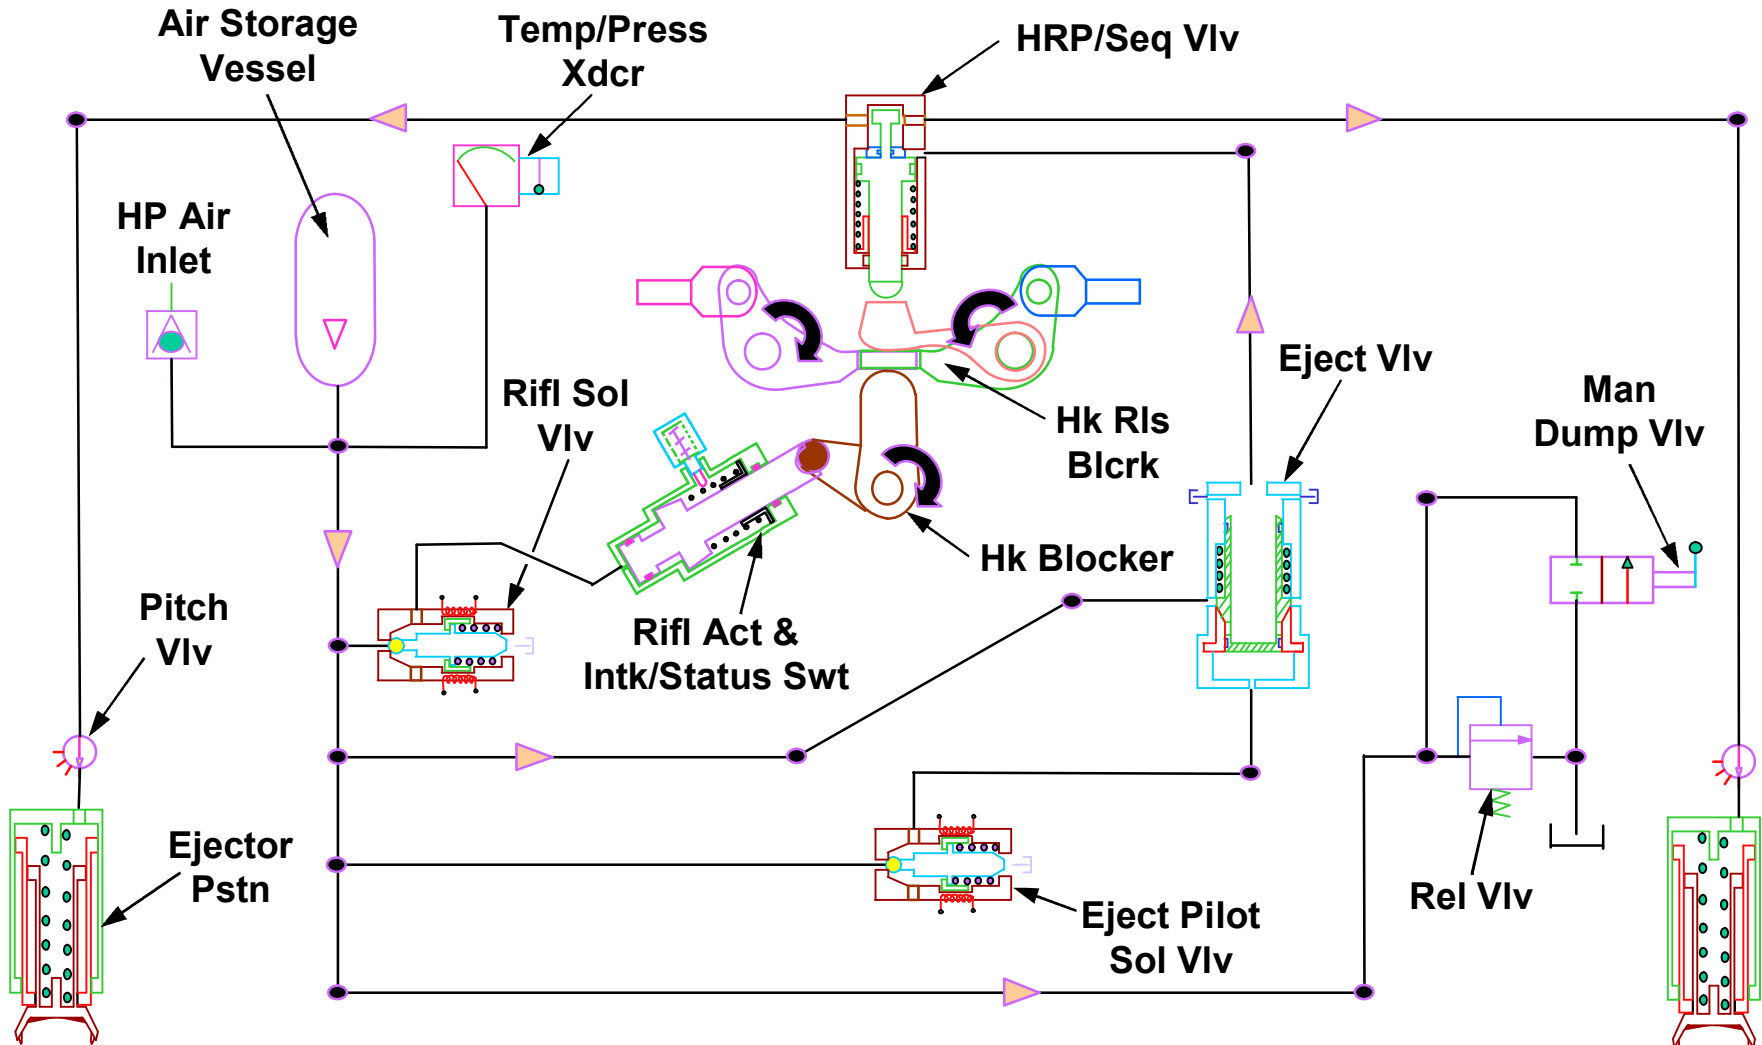 Air Storage
Vessel
Temp/Press
Xdcr
HRP/Seq Vlv
HP Air
Inlet
Rifl Sol
Vlv
Eject Vlv
Man
Dump Vlv
Hk Rls
Blcrk
Hk Blocker
Pitch
Vlv
Rifl Act &
Intk/Status Swt
Ejector
Pstn
Rel Vlv
Eject Pilot
Sol Vlv